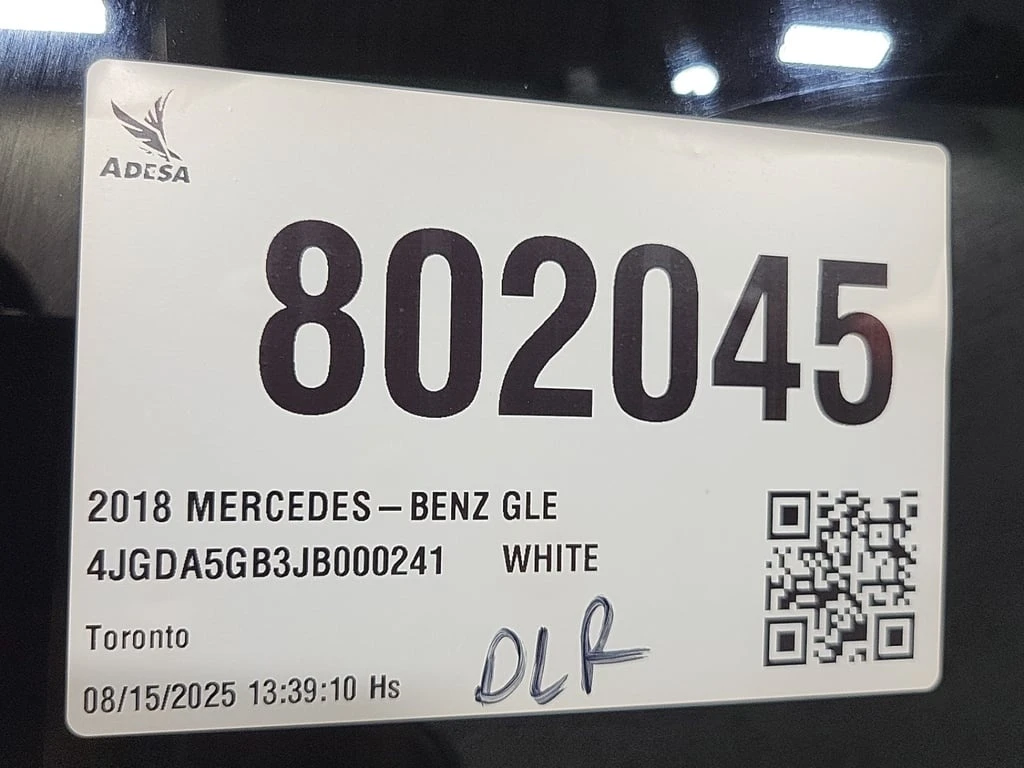 ADESA
802045
2018 MERCEDES-BENZ GLE
4JGDA5GB3JB000241 WHITE
Toronto
08/15/2025 13:39:10 Hs
DLR